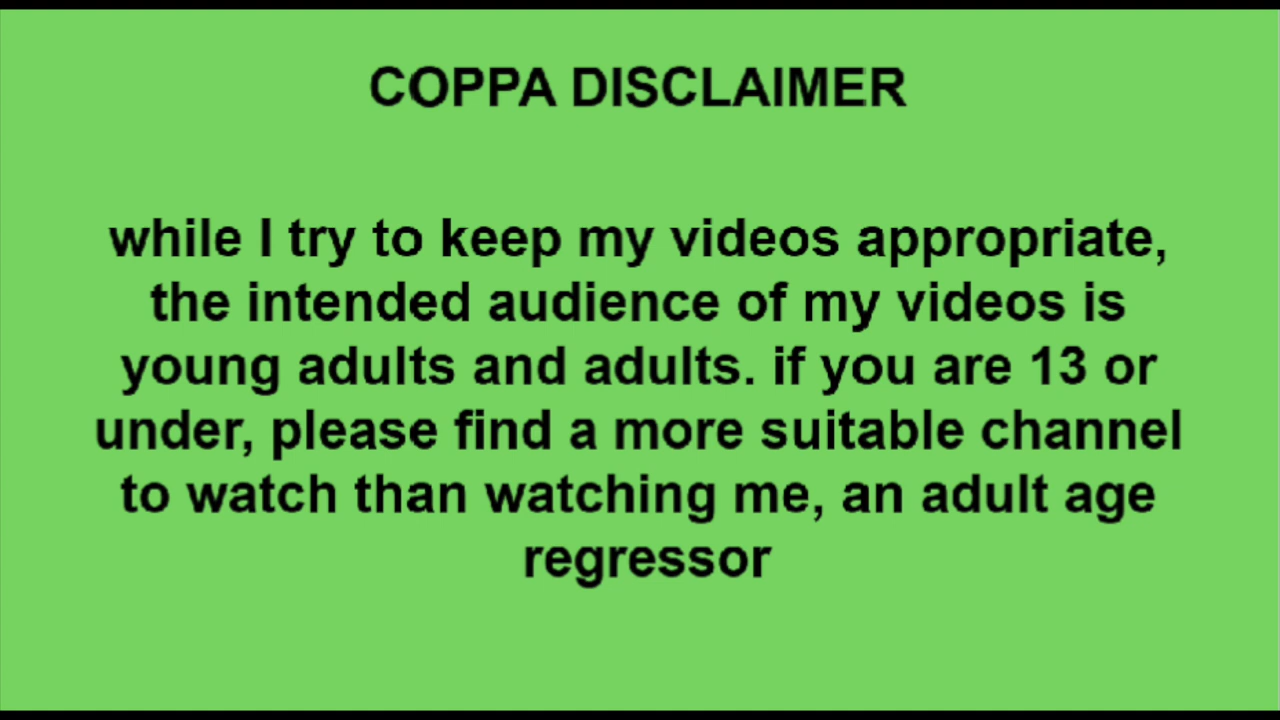 COPPA DISCLAIMER
while I try to keep my videos appropriate,
the intended audience of my videos is
young adults and adults. if you are 13 or
under, please find a more suitable channel
to watch than watching me, an adult age
regressor